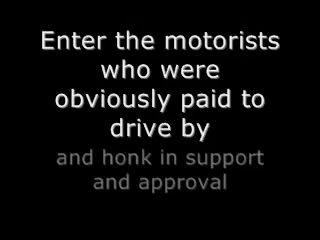 Enter the motorists
who were
obviously paid to
drive by
and honk in support
and approval